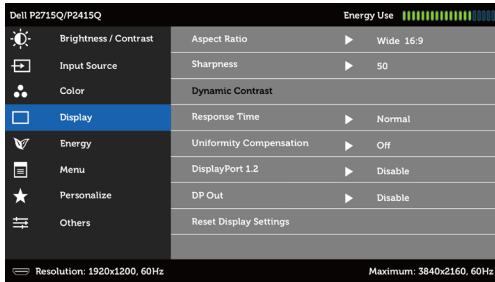 Dell P2715Q/P2415Q Energy Use
Brightness / Contrast Aspect Ratio Wide 16:9
Input Source Sharpness 50
Color Dynamic Contrast
Display Response Time Normal
Energy Uniformity Compensation Off
Menu DisplayPort 1.2 Disable
Personalize DP Out Disable
Others Reset Display Settings
Resolution: 1920x1200, 60Hz Maximum: 3840x2160, 60Hz